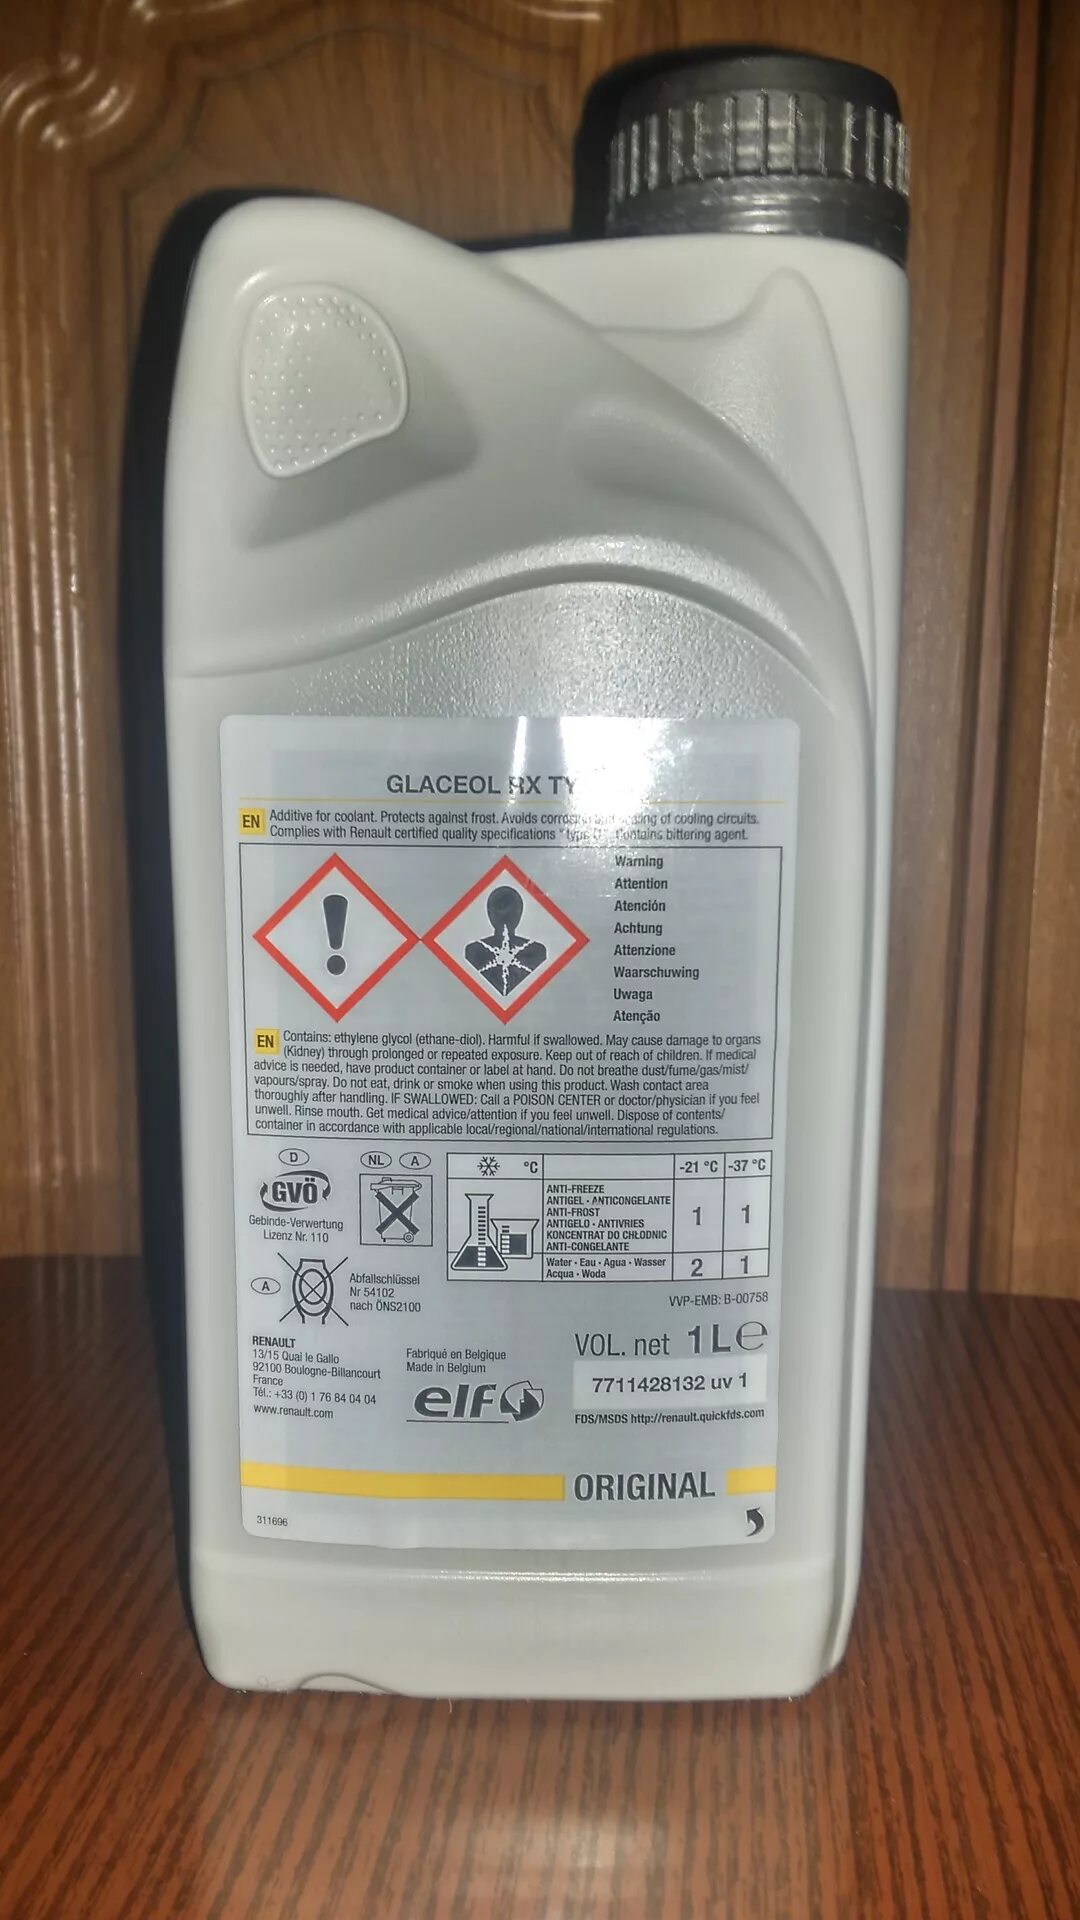 GLACEOL RX
EN Additive for coolant. Protects against frost. Avoids corrosion and scaling of cooling circuits.
Complies with Renault certified quality specifications "type Contains bittering agent.
Warning
Attention
Atención
Achtung
Attenzione
Waarschuwing
Uwaga
Atenção
EN Contains: ethylene glycol (ethane-diol). Harmful if swallowed. May cause damage to organs
(Kidney) through prolonged or repeated exposure. Keep out of reach of children. If medical
advice is needed, have product container or label at hand. Do not breathe dust/fume/gas/mist/
vapours/spray. Do not eat, drink or smoke when using this product. Wash contact area
thoroughly after handling. IF SWALLOWED: Call a POISON CENTER or doctor/physician if you feel
unwell. Rinse mouth. Get medical advice/attention if you feel unwell. Dispose of contents/
container in accordance with applicable local/regional/national/international regulations.
D
GVÖ
Gebinde-Verwertung
Lizenz Nr. 110
NL A
A
Abfallschlüssel
Nr 54102
nach ÖNS2100
°C -21 °C -37 °C
ANTI-FREEZE
ANTIGEL · ANTICONGELANTE
ANTI-FROST
ANTIGELO · ANTIVRIES
KONCENTRAT DO CHŁODNIC
ANTI-CONGELANTE
1 1
Water · Eau · Agua · Wasser
Acqua · Woda
2 1
VVP-EMB: B-00758
RENAULT
13/15 Quai le Gallo
92100 Boulogne-Billancourt
France
Tél.: +33 (0) 1 76 84 04 04
www.renault.com
Fabriqué en Belgique
Made in Belgium
elf
VOL. net 1 L e
7711428132 uv 1
FDS/MSDS http://renault.quickfds.com
ORIGINAL
311696